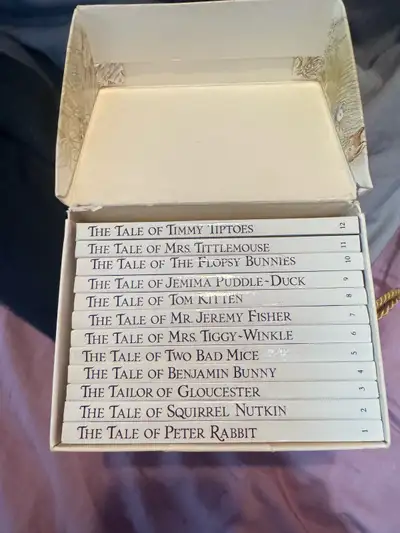 THE TALE OF TIMMY TIPTOES 12
THE TALE OF MRS. TITTLEMOUSE 11
THE TALE OF THE FLOPSY BUNNIES 10
THE TALE OF JEMIMA PUDDLE-DUCK 9
THE TALE OF TOM KITTEN 8
THE TALE OF MR. JEREMY FISHER 7
THE TALE OF MRS. TIGGY-WINKLE 6
THE TALE OF TWO BAD MICE 5
THE TALE OF BENJAMIN BUNNY 4
THE TAILOR OF GLOUCESTER 3
THE TALE OF SQUIRREL NUTKIN 2
THE TALE OF PETER RABBIT 1